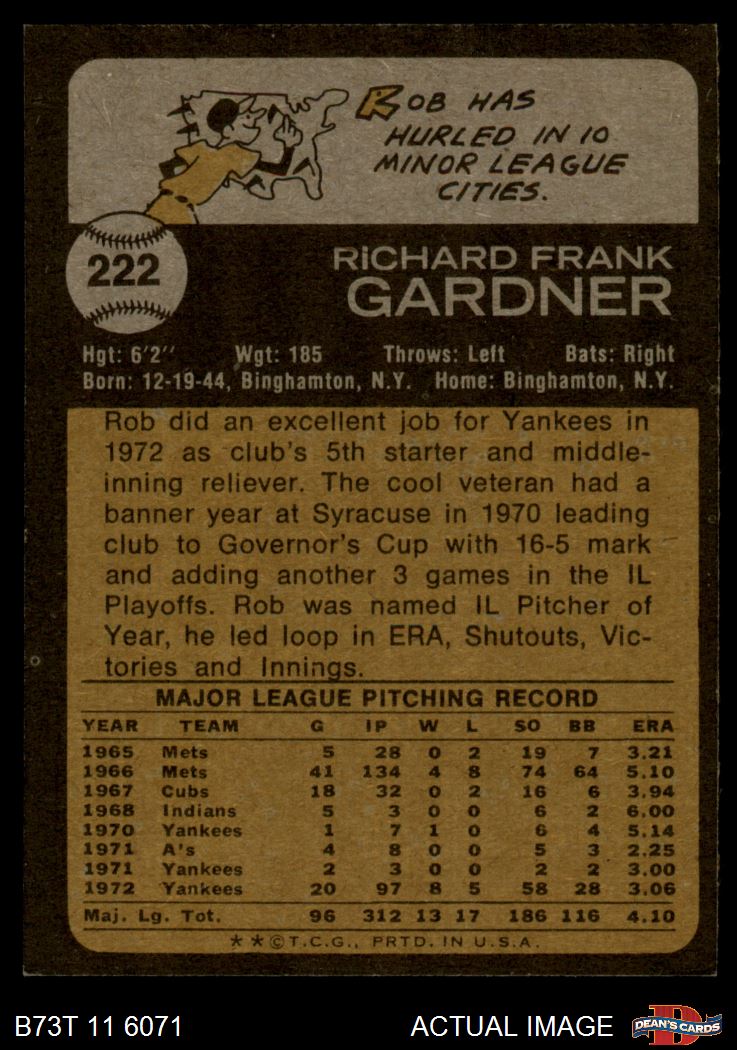 ROB HAS
HURLED IN 10
MINOR LEAGUE
CITIES.
222
RICHARD FRANK
GARDNER
Hgt: 6'2" Wgt: 185 Throws: Left Bats: Right
Born: 12-19-44, Binghamton, N.Y. Home: Binghamton, N.Y.
Rob did an excellent job for Yankees in
1972 as club's 5th starter and middle-
inning reliever. The cool veteran had a
banner year at Syracuse in 1970 leading
club to Governor's Cup with 16-5 mark
and adding another 3 games in the IL
Playoffs. Rob was named IL Pitcher of
Year, he led loop in ERA, Shutouts, Vic-
tories and Innings.
MAJOR LEAGUE PITCHING RECORD
YEAR TEAM G IP W L SO BB ERA
1965 Mets 5 28 0 2 19 7 3.21
1966 Mets 41 134 4 8 74 64 5.10
1967 Cubs 18 32 0 2 16 6 3.94
1968 Indians 5 3 0 0 6 2 6.00
1970 Yankees 1 7 1 0 6 4 5.14
1971 A's 4 8 0 0 5 3 2.25
1971 Yankees 2 3 0 0 2 2 3.00
1972 Yankees 20 97 8 5 58 28 3.06
Maj. Lg. Tot. 96 312 13 17 186 116 4.10
**©T.C.G., PRTD. IN U.S.A.
B73T 11 6071 ACTUAL IMAGE DEAN'S CARDS